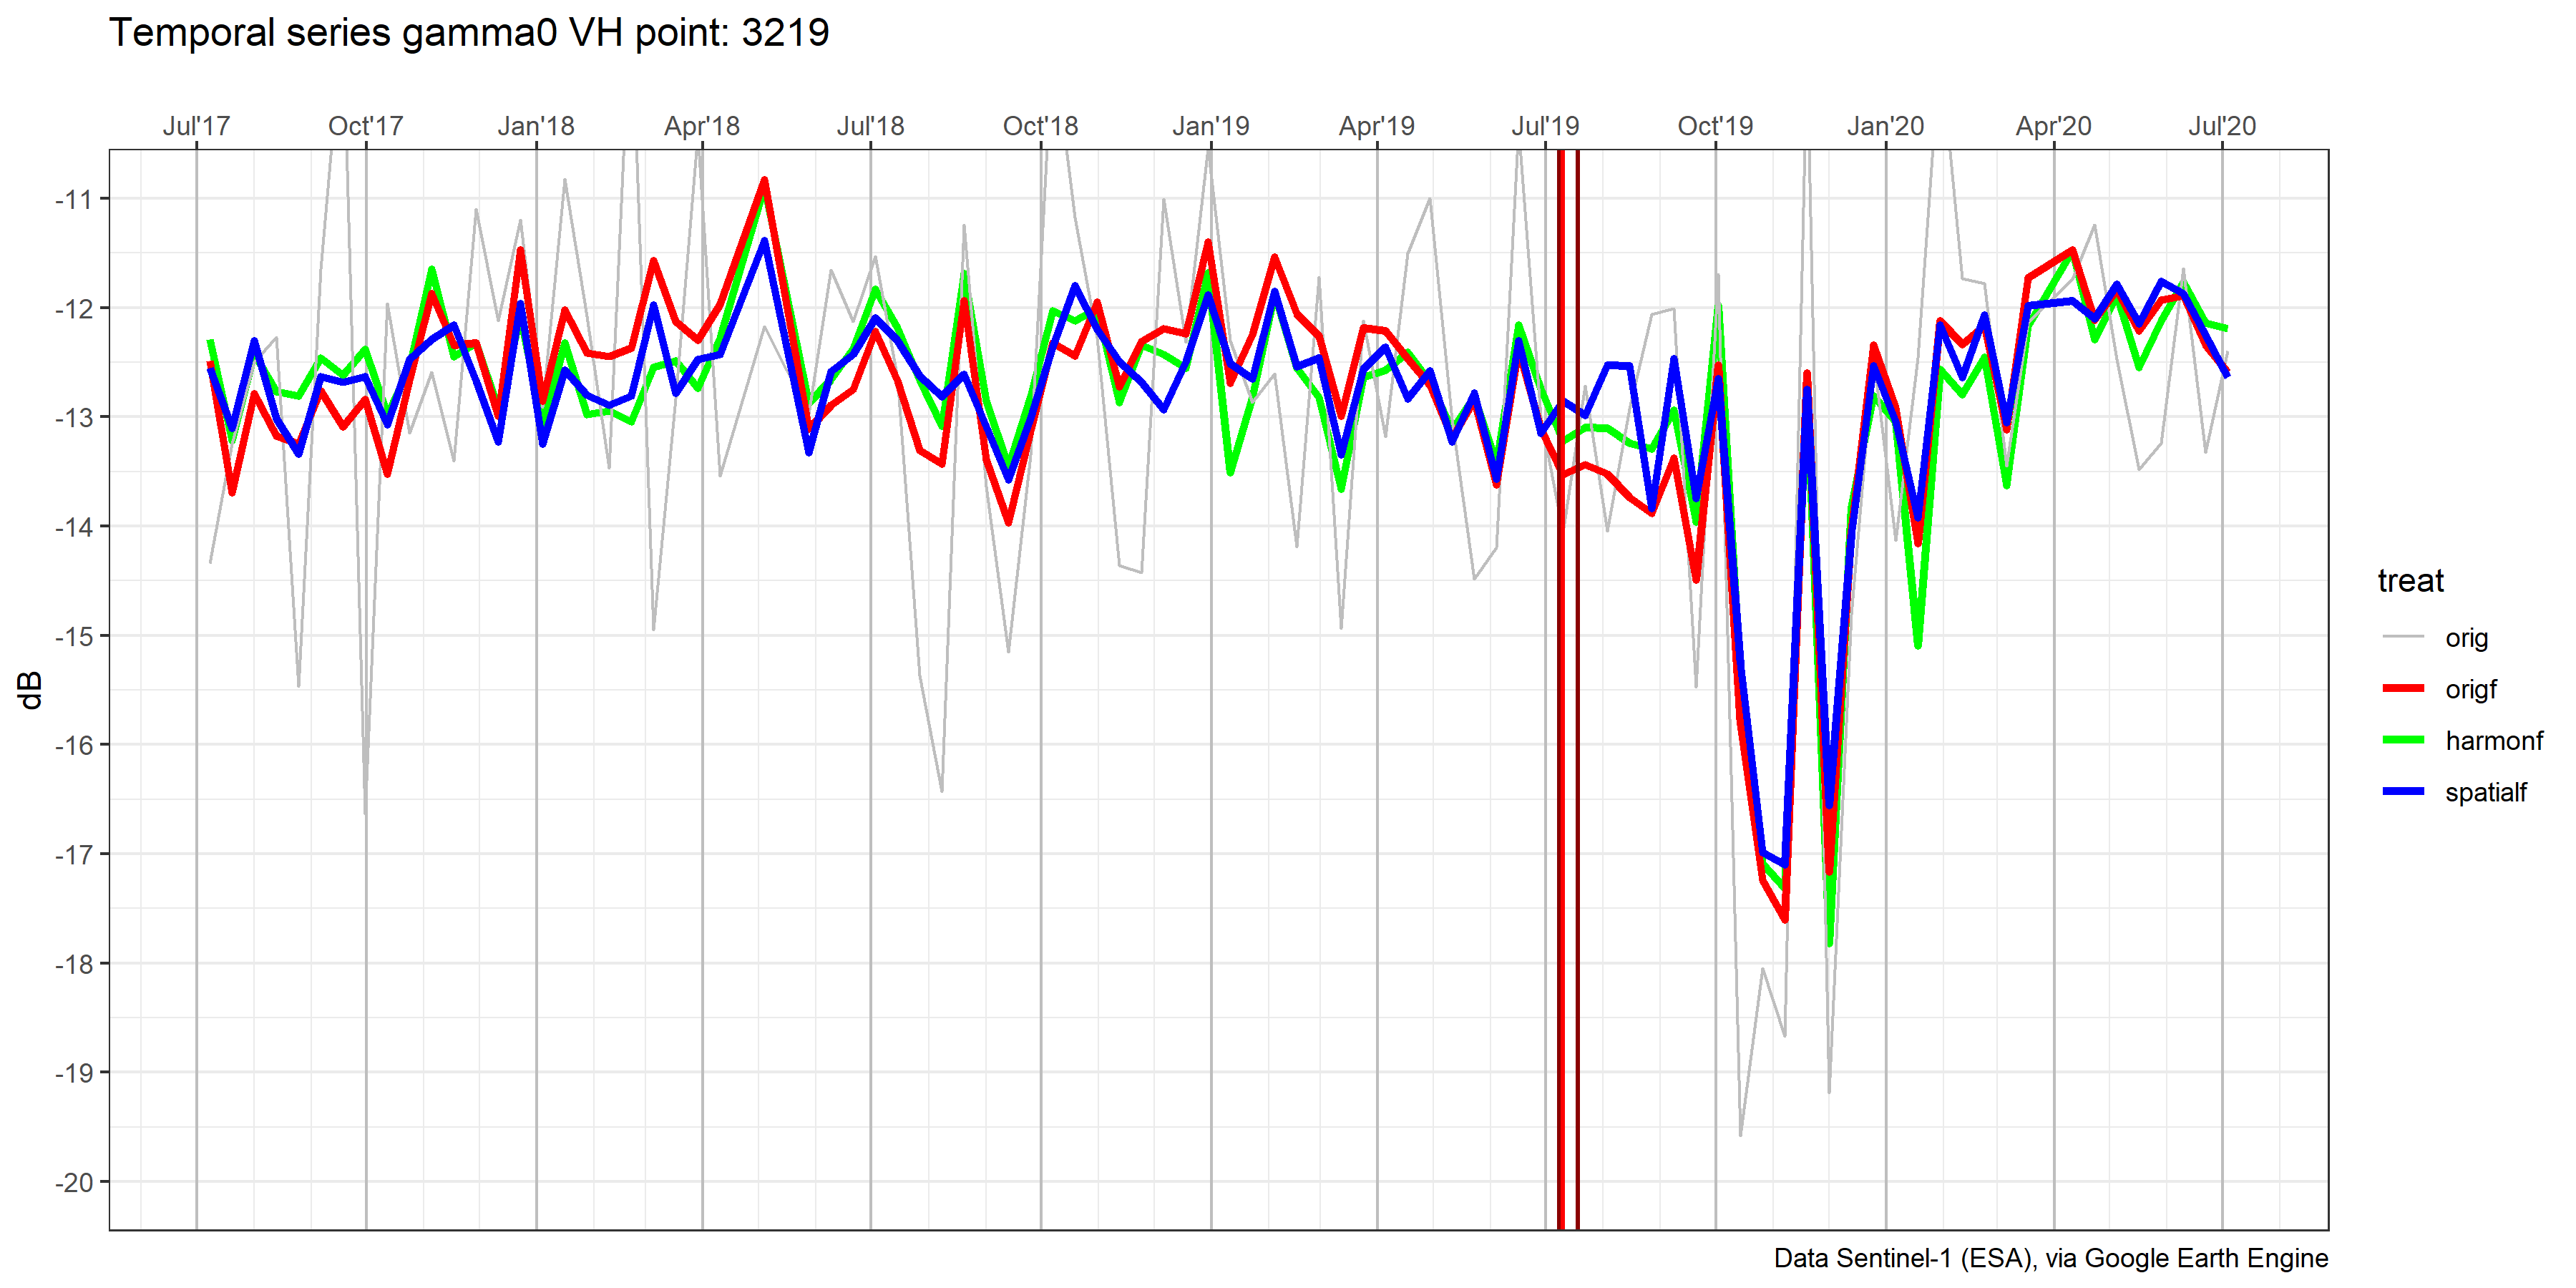 Temporal series gamma0 VH point: 3219
Jul'17 Oct'17 Jan'18 Apr'18 Jul'18 Oct'18 Jan'19 Apr'19 Jul'19 Oct'19 Jan'20 Apr'20 Jul'20
-11
-12
-13
-14
-15
-16
-17
-18
-19
-20
dB
treat
orig
origf
harmonf
spatialf
Data Sentinel-1 (ESA), via Google Earth Engine